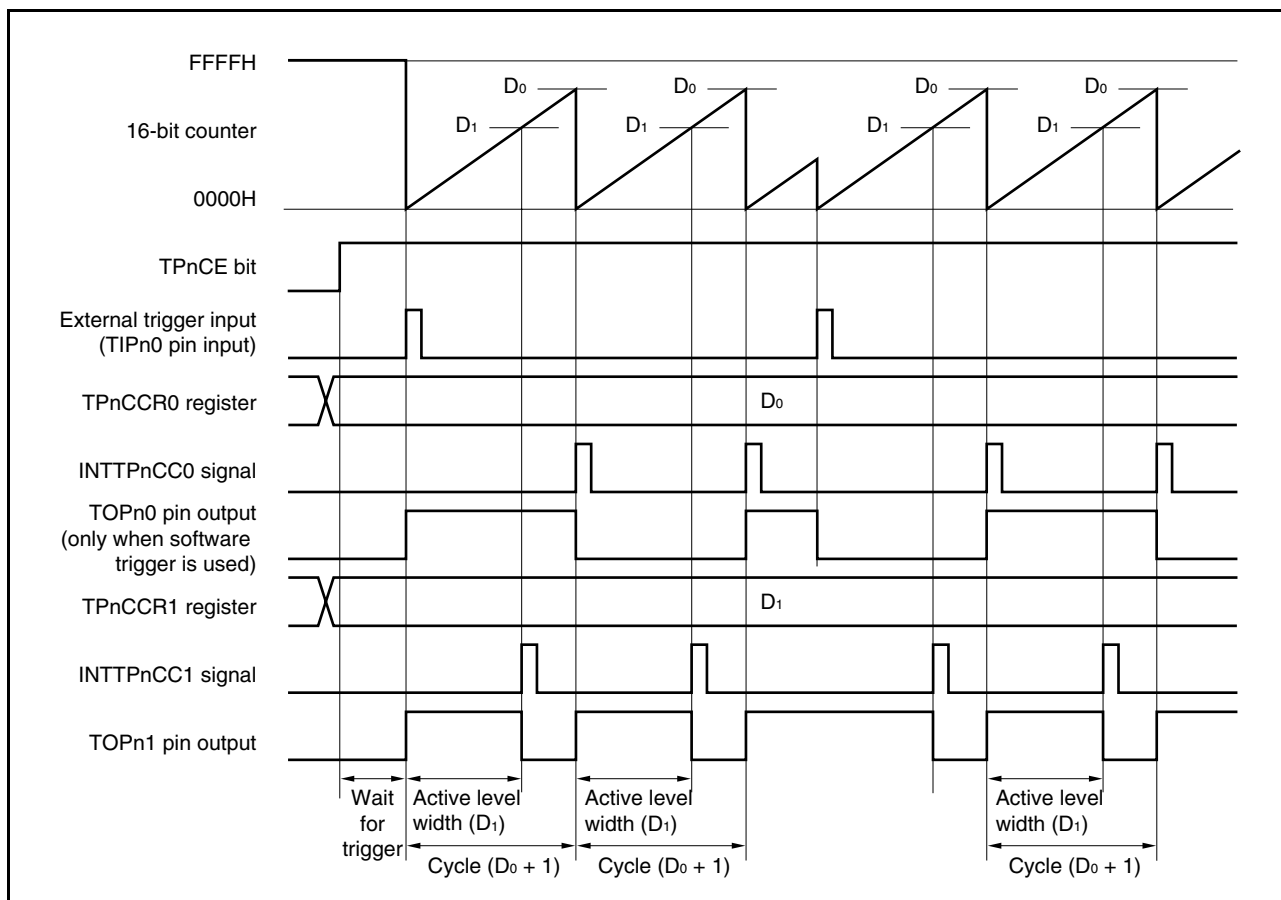 FFFFH
D0
D0
D0
D0
16-bit counter
D1
D1
D1
D1
0000H
TPnCE bit
External trigger input
(TIPn0 pin input)
TPnCCR0 register
D0
INTTPnCC0 signal
TOPn0 pin output
(only when software
trigger is used)
TPnCCR1 register
D1
INTTPnCC1 signal
TOPn1 pin output
Wait
for
trigger
Active level
width (D1)
Active level
width (D1)
Active level
width (D1)
Cycle (D0 + 1)
Cycle (D0 + 1)
Cycle (D0 + 1)